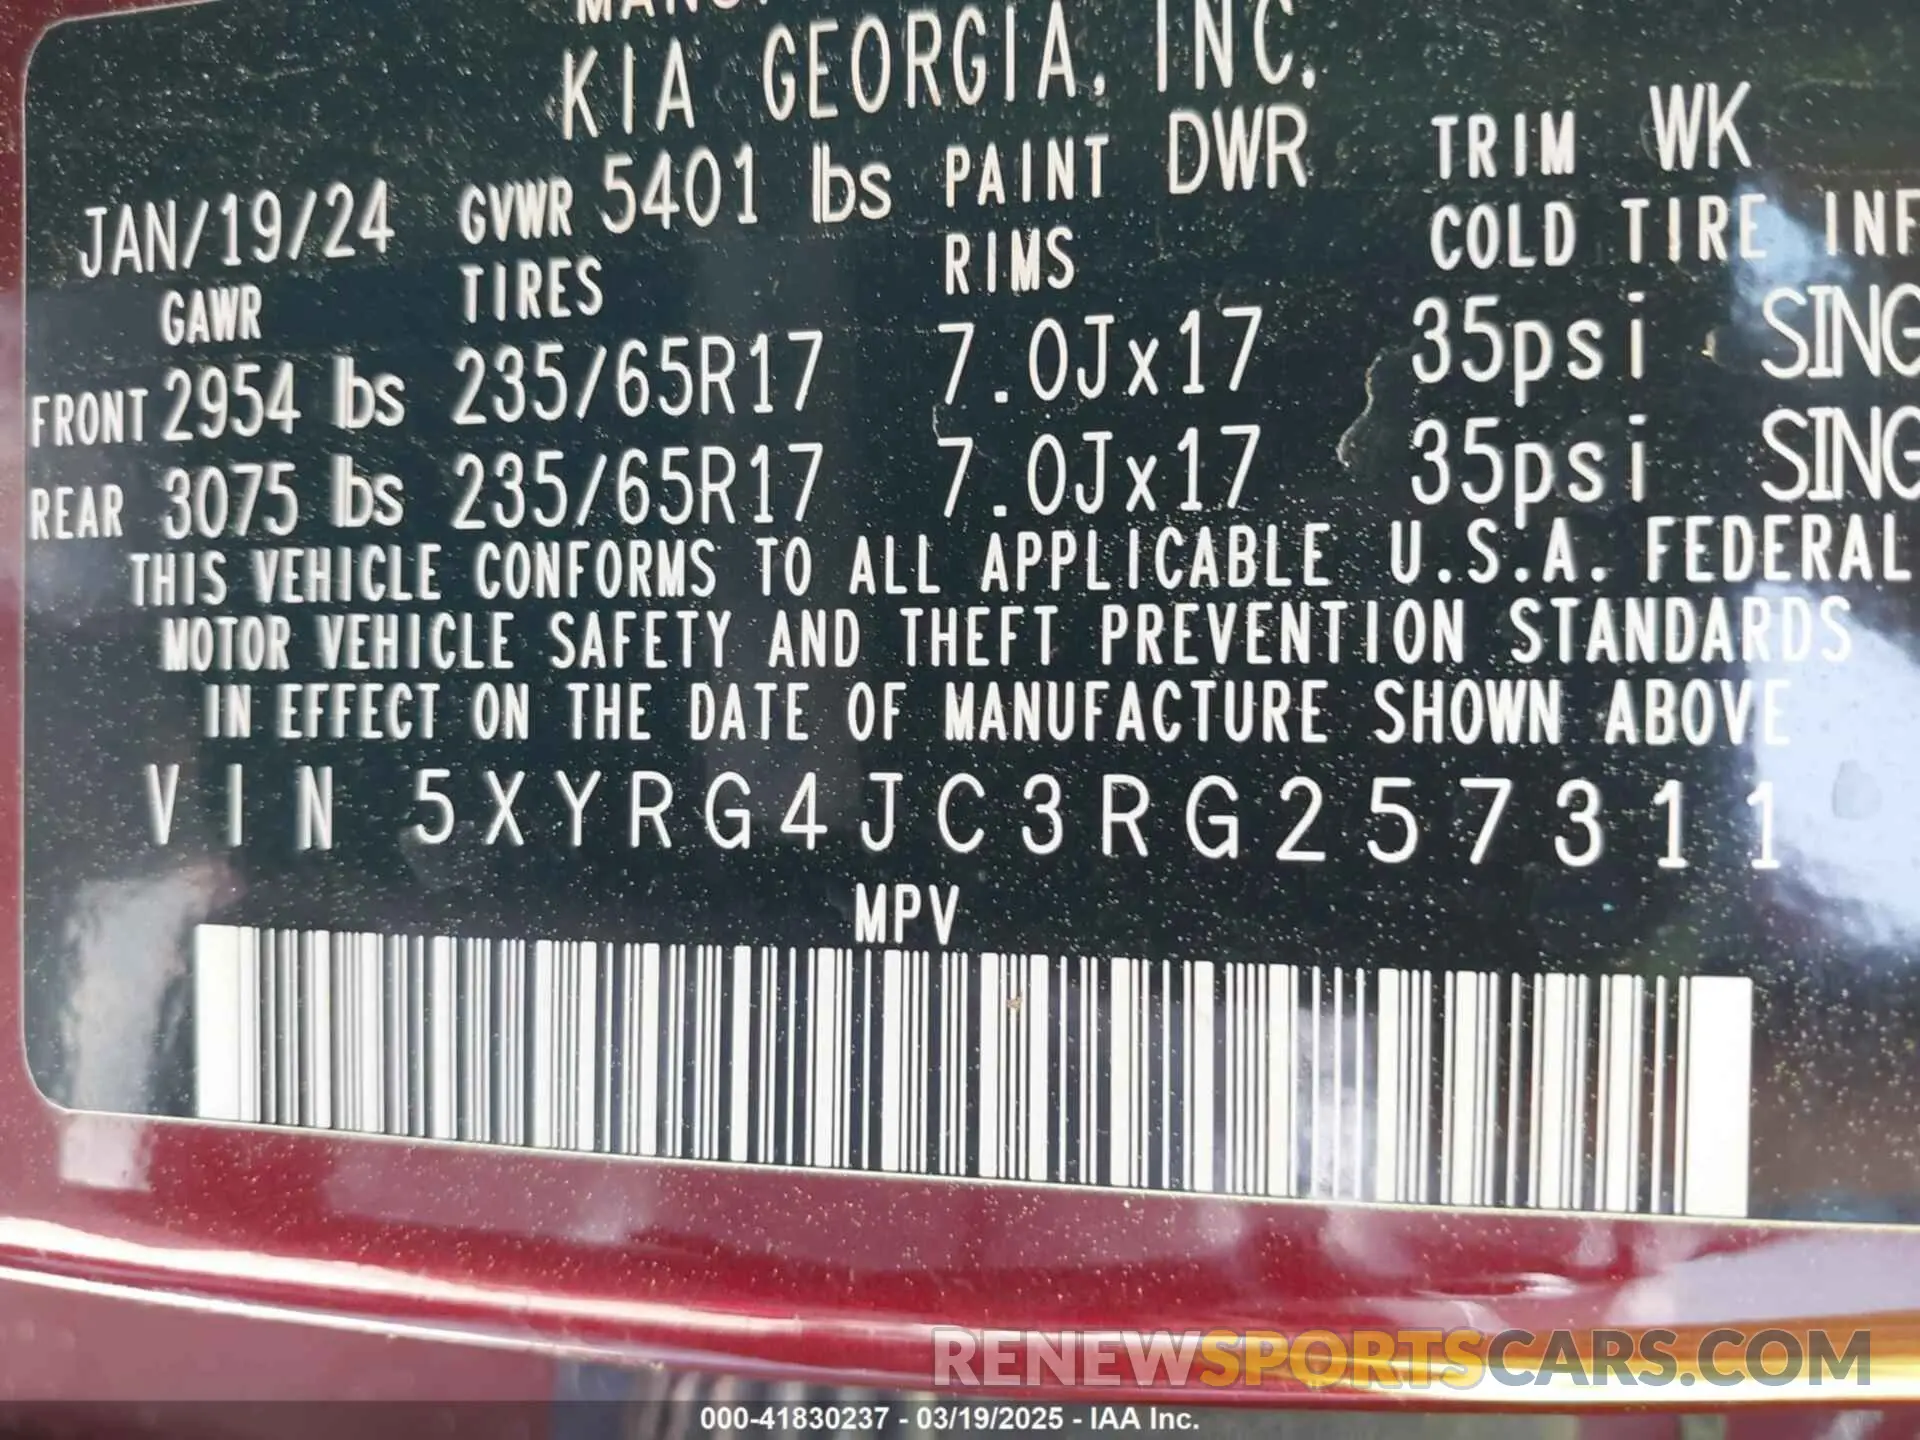 KIA GEORGIA, INC.
JAN/19/24 GVWR 5401 lbs PAINT DWR TRIM WK
GAWR TIRES RIMS COLD TIRE INF
FRONT 2954 lbs 235/65R17 7.0Jx17 35psi SING
REAR 3075 lbs 235/65R17 7.0Jx17 35psi SING
THIS VEHICLE CONFORMS TO ALL APPLICABLE U.S.A. FEDERAL
MOTOR VEHICLE SAFETY AND THEFT PREVENTION STANDARDS
IN EFFECT ON THE DATE OF MANUFACTURE SHOWN ABOVE
VIN 5XYRG4JC3RG257311
MPV
RENEWSPORTSCARS.COM
000-41830237 - 03/19/2025 - IAA Inc.